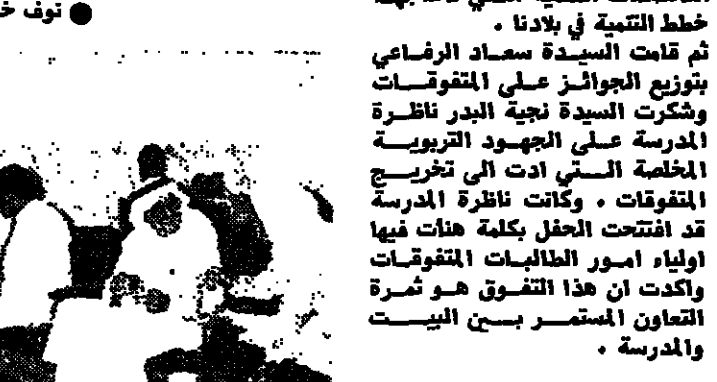 ● نوف
خطط التنمية في بلادنا .
ثم قامت السيدة سعاد الرفاعي
بتوزيع الجوائز على المتفوقات
وشكرت السيدة نجية البدر ناظرة
المدرسة على الجهود التربوية
المخلصة التي ادت الى تخريج
المتفوقات . وكانت ناظرة المدرسة
قد افتتحت الحفل بكلمة هنأت فيها
اولياء امور الطالبات المتفوقات
واكدت ان هذا التفوق هو ثمرة
التعاون المستمر بين البيت
والمدرسة .